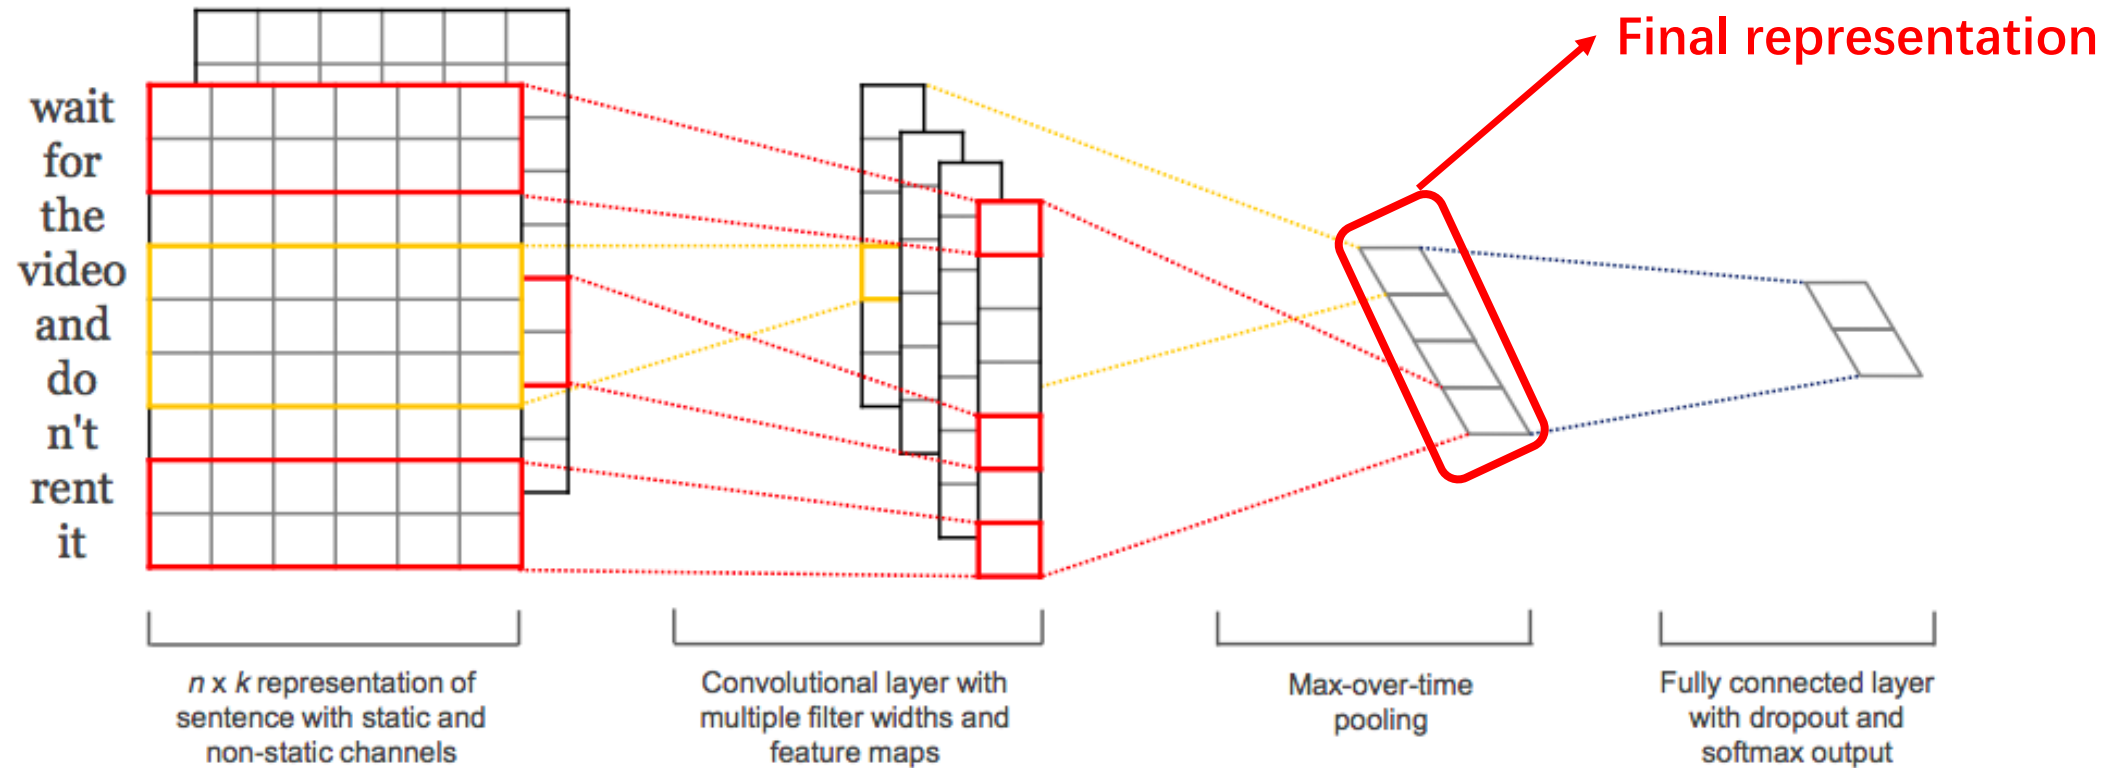 Final representation
wait
for
the
video
and
do
n't
rent
it
n x k representation of
sentence with static and
non-static channels
Convolutional layer with
multiple filter widths and
feature maps
Max-over-time
pooling
Fully connected layer
with dropout and
softmax output